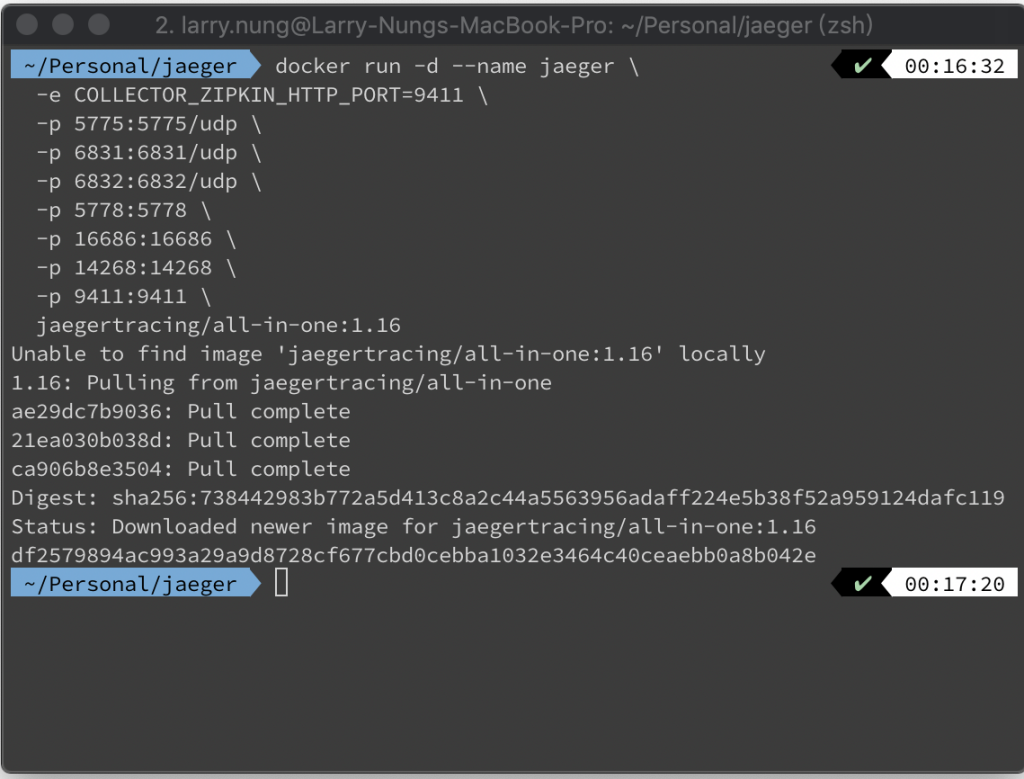 2. larry.nung@Larry-Nungs-MacBook-Pro: ~/Personal/jaeger (zsh)
~/Personal/jaeger docker run -d --name jaeger \ ✔ 00:16:32
-e COLLECTOR_ZIPKIN_HTTP_PORT=9411 \
-p 5775:5775/udp \
-p 6831:6831/udp \
-p 6832:6832/udp \
-p 5778:5778 \
-p 16686:16686 \
-p 14268:14268 \
-p 9411:9411 \
jaegertracing/all-in-one:1.16
Unable to find image 'jaegertracing/all-in-one:1.16' locally
1.16: Pulling from jaegertracing/all-in-one
ae29dc7b9036: Pull complete
21ea030b038d: Pull complete
ca906b8e3504: Pull complete
Digest: sha256:738442983b772a5d413c8a2c44a5563956adaff224e5b38f52a959124dafc119
Status: Downloaded newer image for jaegertracing/all-in-one:1.16
df2579894ac993a29a9d8728cf677cbd0cebba1032e3464c40ceaebb0a8b042e
~/Personal/jaeger ✔ 00:17:20